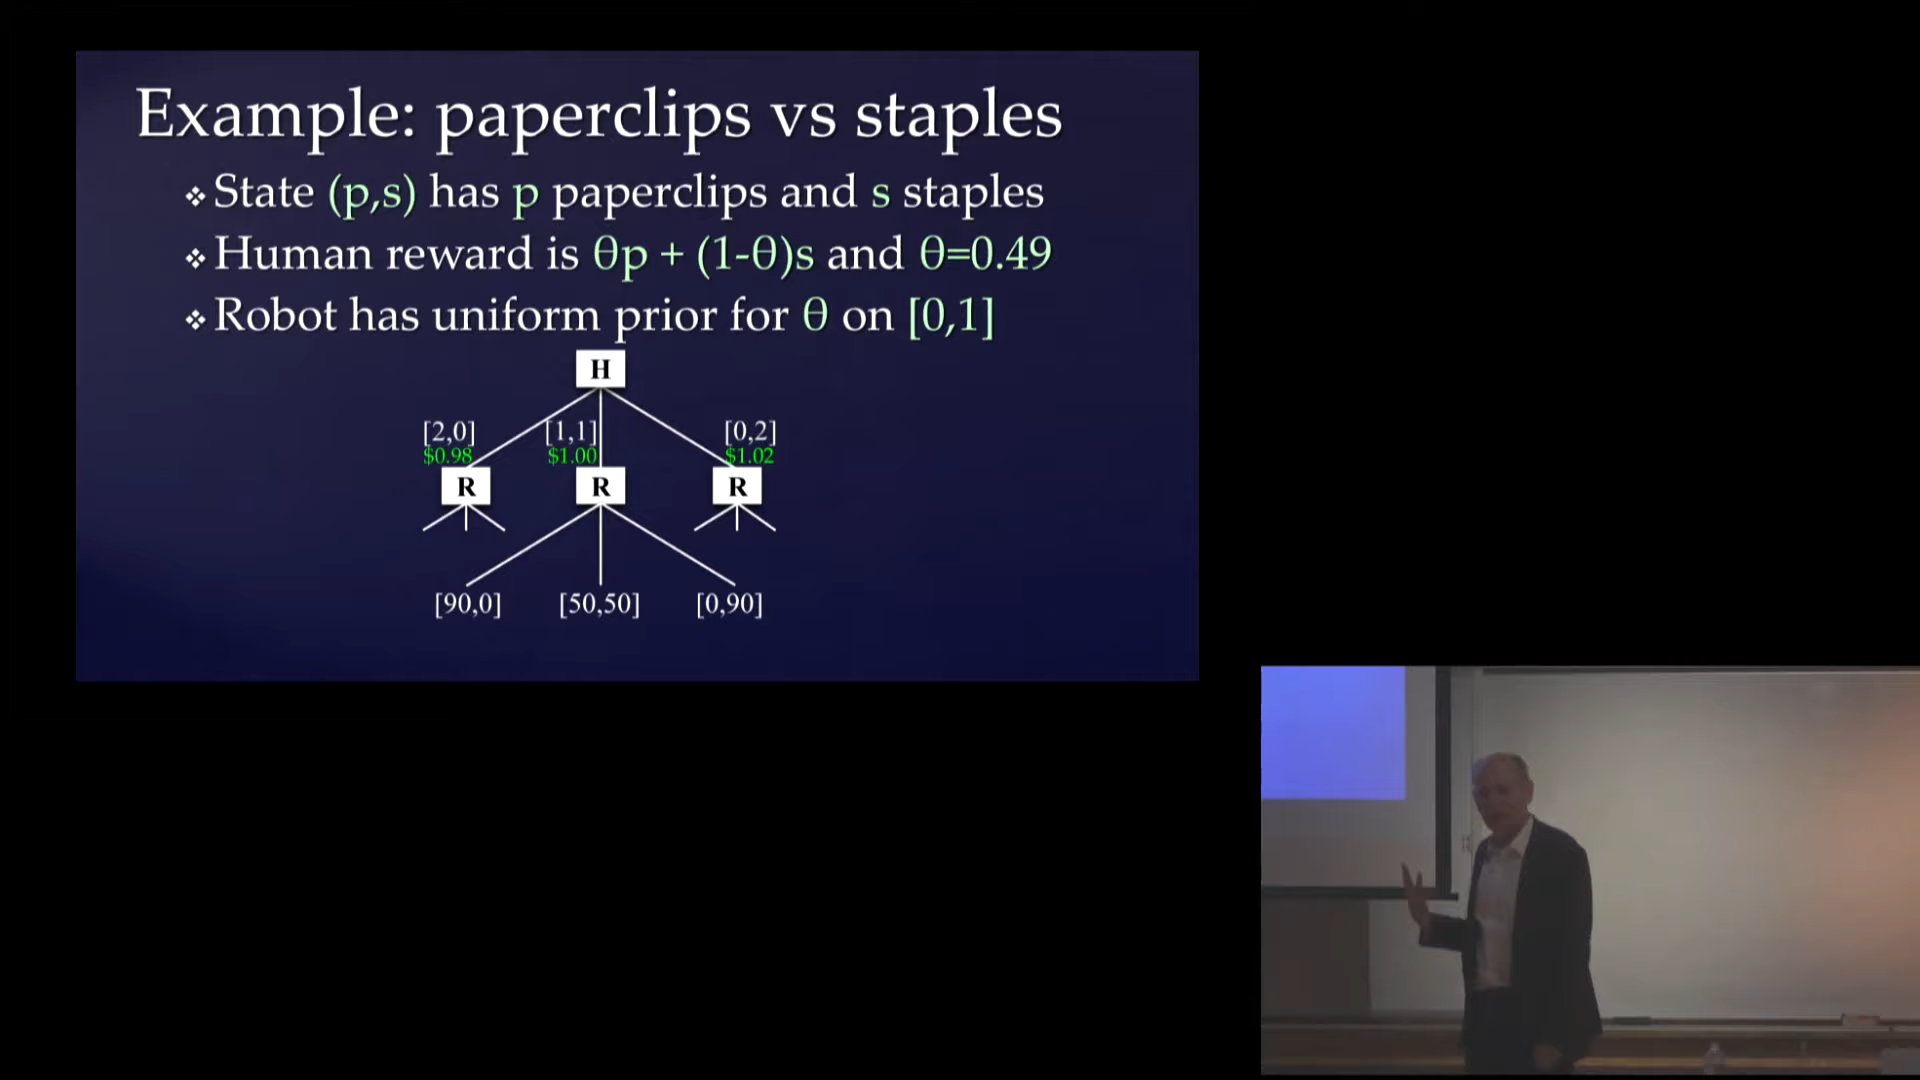 Example: paperclips vs staples
❖ State (p,s) has p paperclips and s staples
❖ Human reward is θp + (1-θ)s and θ=0.49
❖ Robot has uniform prior for θ on [0,1]
H
[2,0] [1,1] [0,2]
$0.98 $1.00 $1.02
R R R
[90,0] [50,50] [0,90]